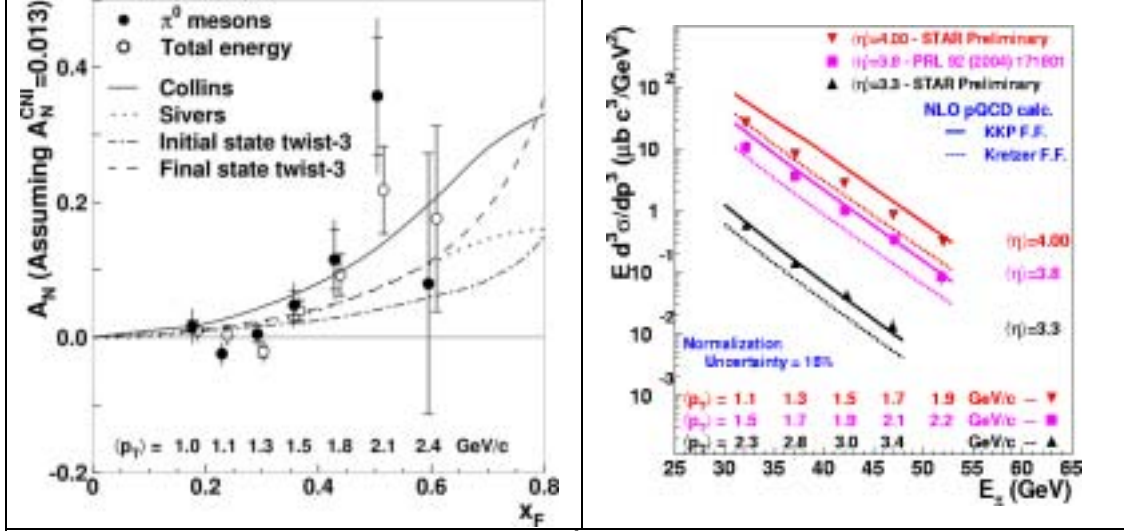 π⁰ mesons
Total energy
Collins
Sivers
Initial state twist-3
Final state twist-3
A_N (Assuming A_N^CNI=0.013)
0.4
0.2
0.0
-0.2
⟨p_T⟩ = 1.0 1.1 1.3 1.5 1.8 2.1 2.4 GeV/c
0 0.2 0.4 0.6 0.8
x_F
⟨η⟩=4.00 - STAR Preliminary
⟨η⟩=3.8 - PRL 92 (2004) 171801
⟨η⟩=3.3 - STAR Preliminary
NLO pQCD calc.
KKP F.F.
Kretzer F.F.
E d³σ/dp³ (μb c³/GeV²)
10²
10
1
10⁻¹
10⁻²
10⁻³
⟨η⟩=4.00
⟨η⟩=3.8
⟨η⟩=3.3
Normalization
Uncertainty = 16%
⟨p_T⟩ = 1.1 1.3 1.5 1.7 1.9 GeV/c –
⟨p_T⟩ = 1.5 1.7 1.9 2.1 2.2 GeV/c –
⟨p_T⟩ = 2.3 2.8 3.0 3.4 GeV/c –
25 30 35 40 45 50 55 60 65
E_π (GeV)